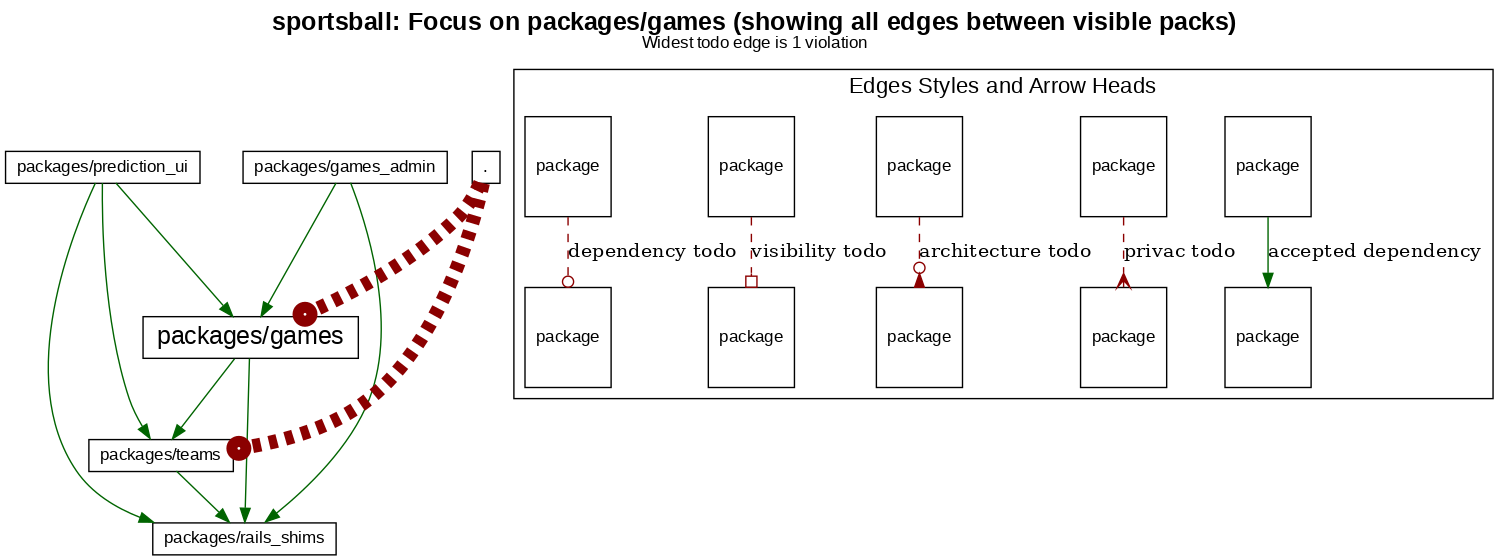 sportsball: Focus on packages/games (showing all edges between visible packs)
Widest todo edge is 1 violation
packages/prediction_ui
packages/games_admin
.
packages/games
packages/teams
packages/rails_shims
Edges Styles and Arrow Heads
package
package
package
package
package
dependency todo
visibility todo
architecture todo
privac todo
accepted dependency
package
package
package
package
package